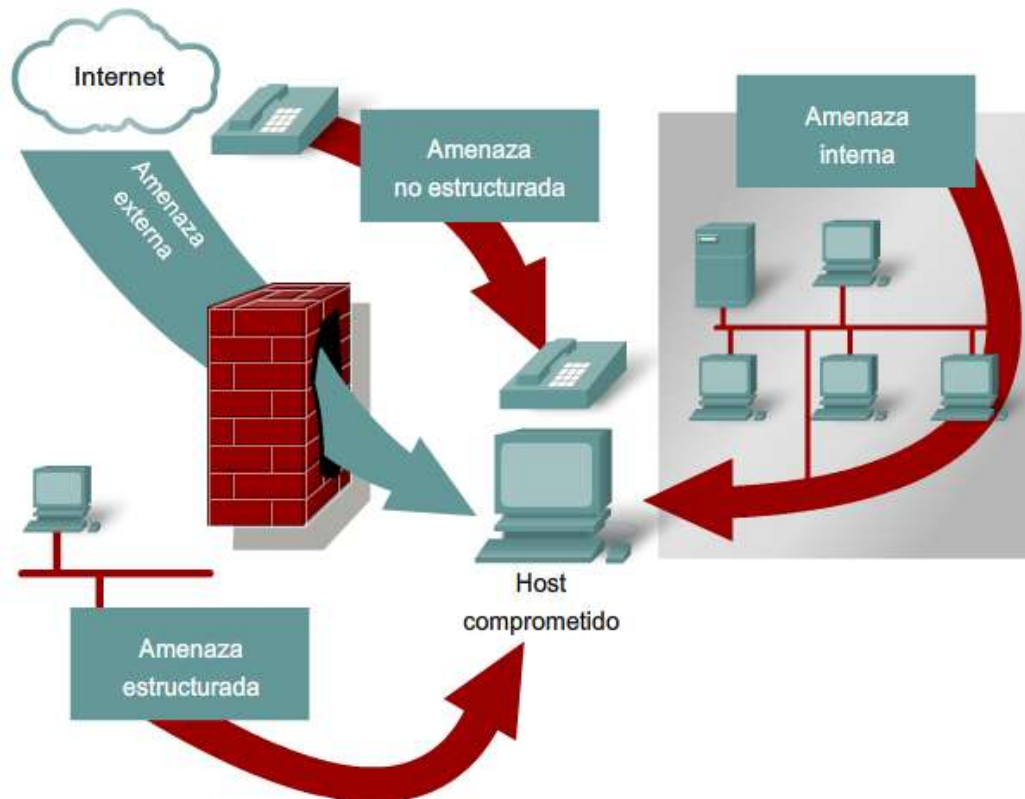 Internet
Amenaza
externa
Amenaza
no estructurada
Amenaza
interna
Host
comprometido
Amenaza
estructurada